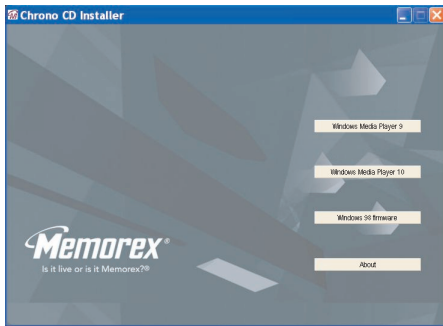 Chrono CD Installer
Windows Media Player 9
Windows Media Player 10
Windows 98 firmware
About
Memorex®
Is it live or is it Memorex?®